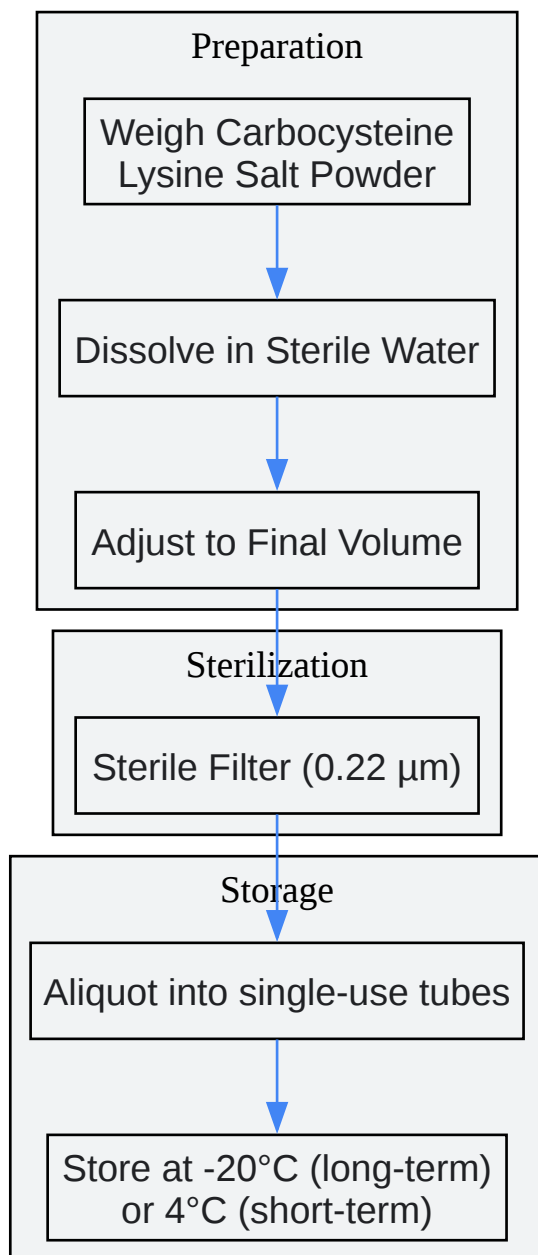 Preparation
Weigh Carbocysteine
Lysine Salt Powder
Dissolve in Sterile Water
Adjust to Final Volume
Sterilization
Sterile Filter (0.22 µm)
Storage
Aliquot into single-use tubes
Store at -20°C (long-term)
or 4°C (short-term)